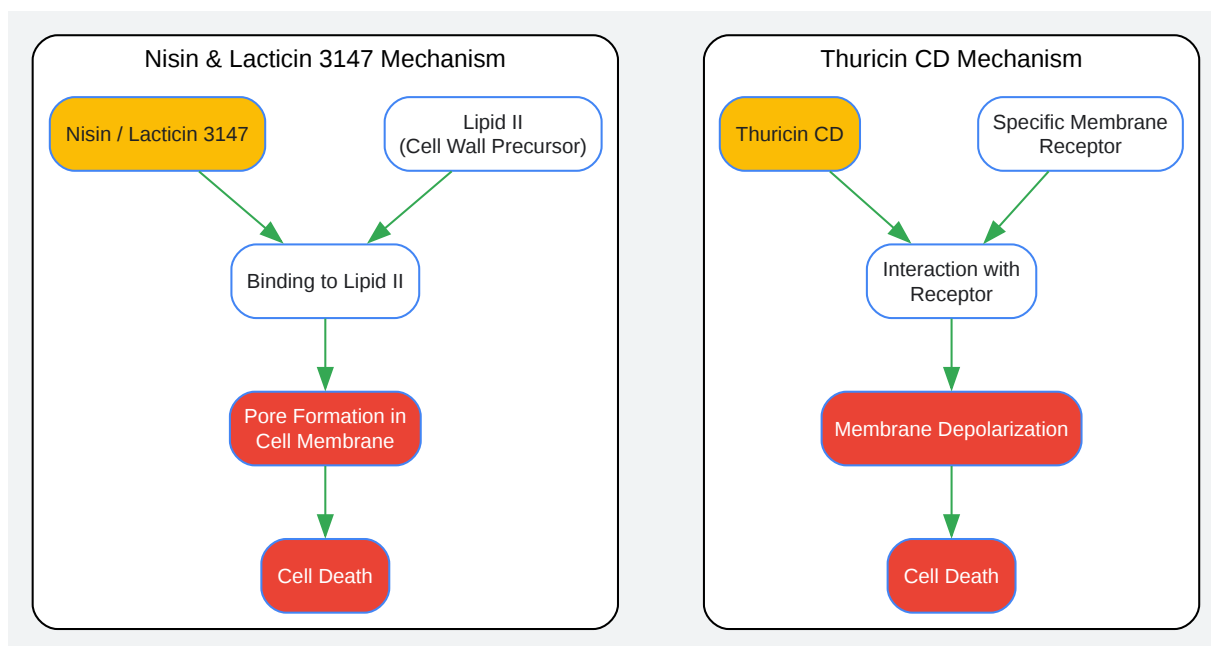 Nisin & Lacticin 3147 Mechanism
Nisin / Lacticin 3147
Lipid II
(Cell Wall Precursor)
Binding to Lipid II
Pore Formation in
Cell Membrane
Cell Death
Thuricin CD Mechanism
Thuricin CD
Specific Membrane
Receptor
Interaction with
Receptor
Membrane Depolarization
Cell Death